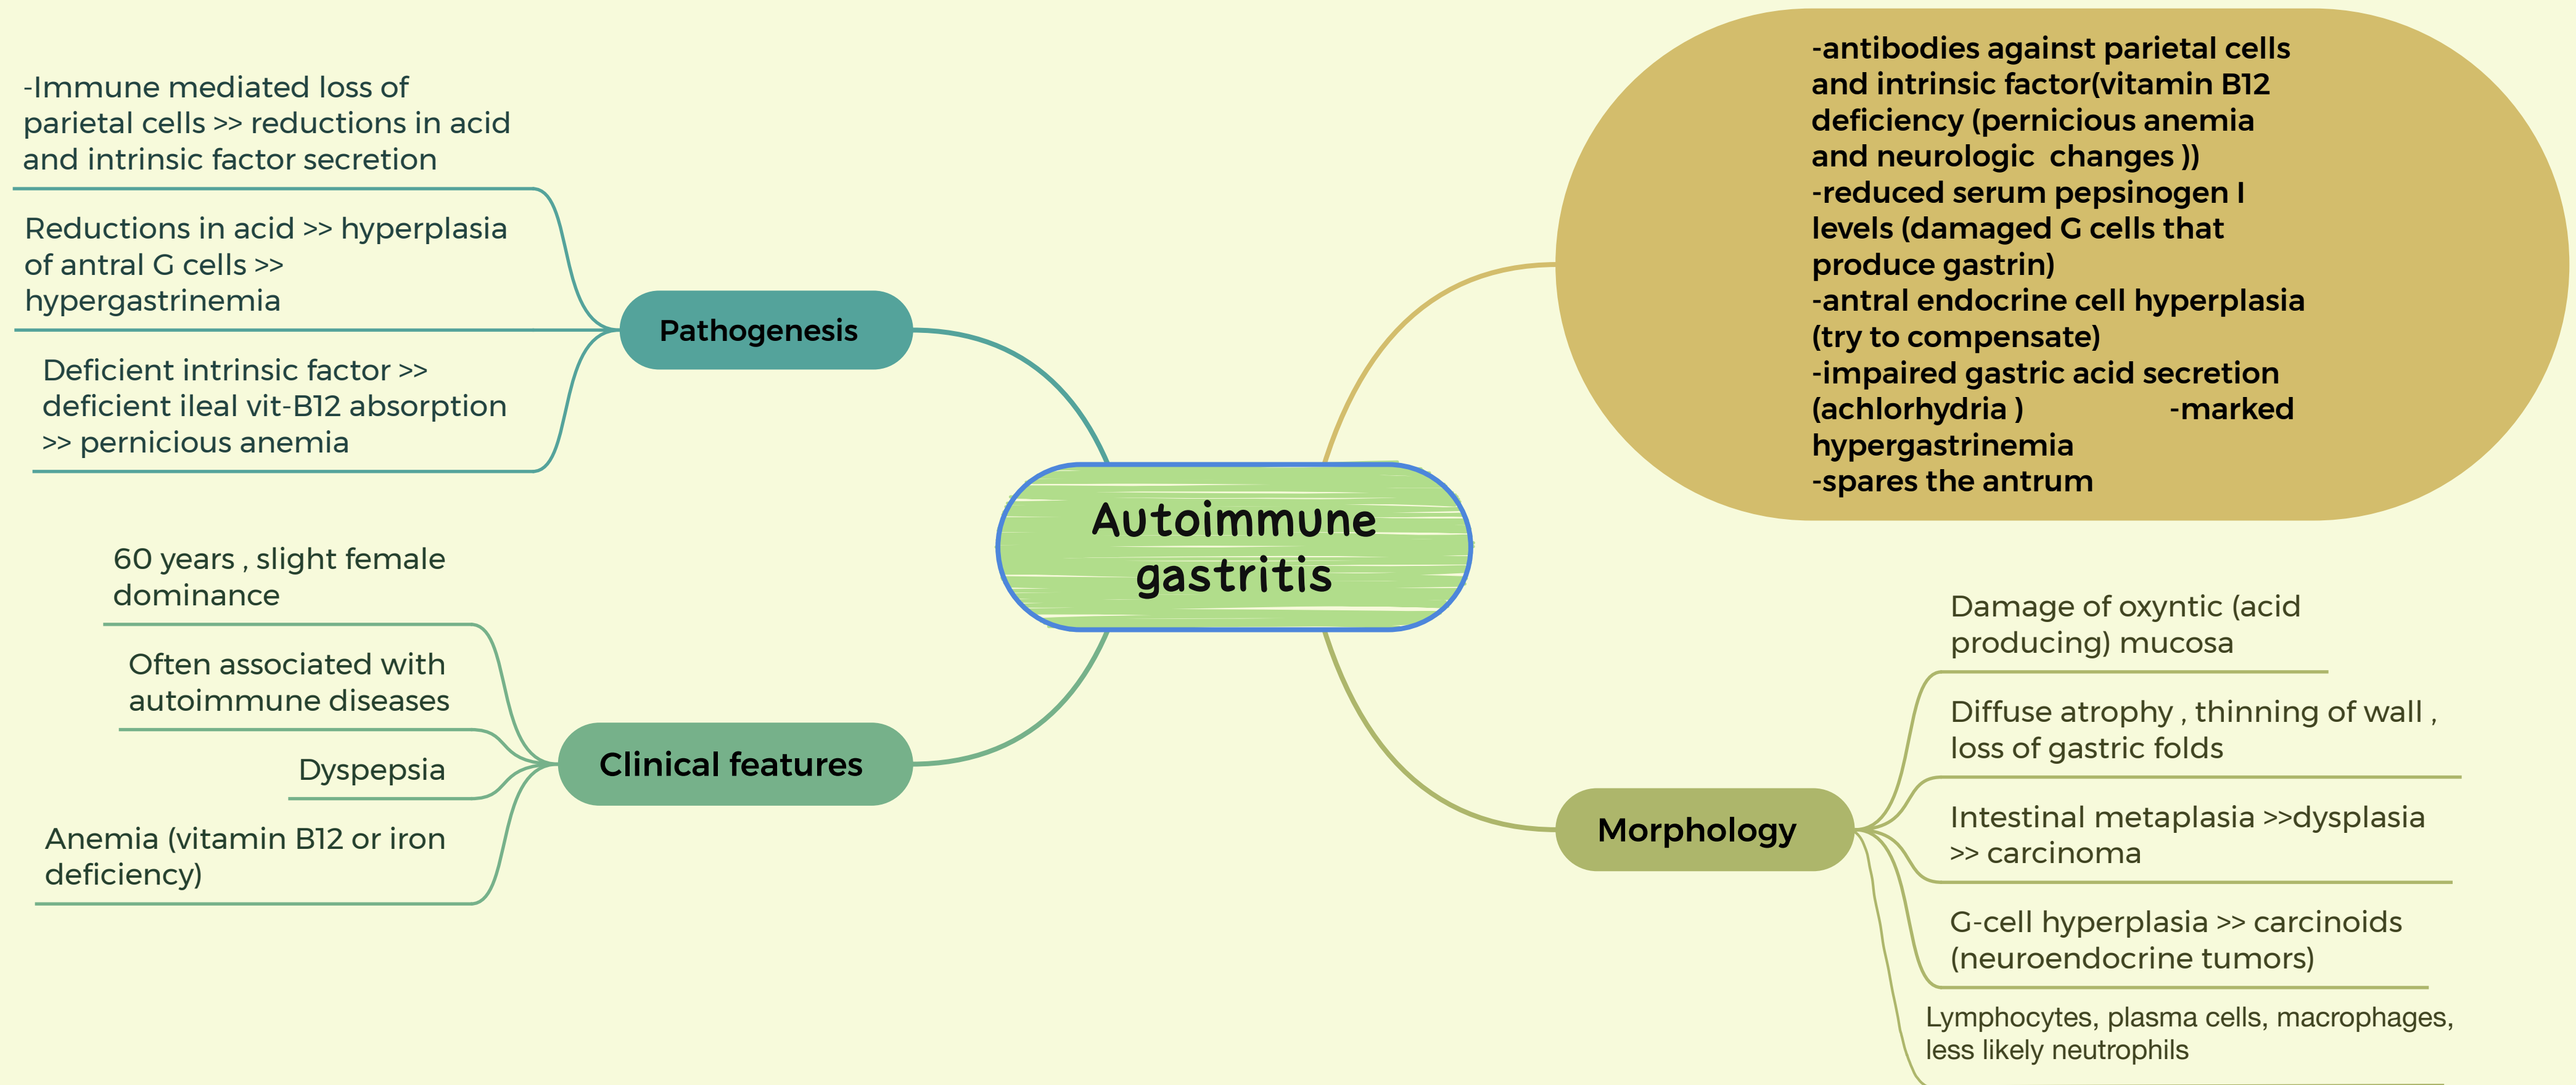 -Immune mediated loss of
parietal cells >> reductions in acid
and intrinsic factor secretion
Reductions in acid >> hyperplasia
of antral G cells >>
hypergastrinemia
Deficient intrinsic factor >>
deficient ileal vit-B12 absorption
>> pernicious anemia
Pathogenesis
60 years , slight female
dominance
Often associated with
autoimmune diseases
Dyspepsia
Anemia (vitamin B12 or iron
deficiency)
Clinical features
Autoimmune
gastritis
-antibodies against parietal cells
and intrinsic factor(vitamin B12
deficiency (pernicious anemia
and neurologic  changes ))
-reduced serum pepsinogen I
levels (damaged G cells that
produce gastrin)
-antral endocrine cell hyperplasia
(try to compensate)
-impaired gastric acid secretion
(achlorhydria )                  -marked
hypergastrinemia
-spares the antrum
Morphology
Damage of oxyntic (acid
producing) mucosa
Diffuse atrophy , thinning of wall ,
loss of gastric folds
Intestinal metaplasia >>dysplasia
>> carcinoma
G-cell hyperplasia >> carcinoids
(neuroendocrine tumors)
Lymphocytes, plasma cells, macrophages,
less likely neutrophils